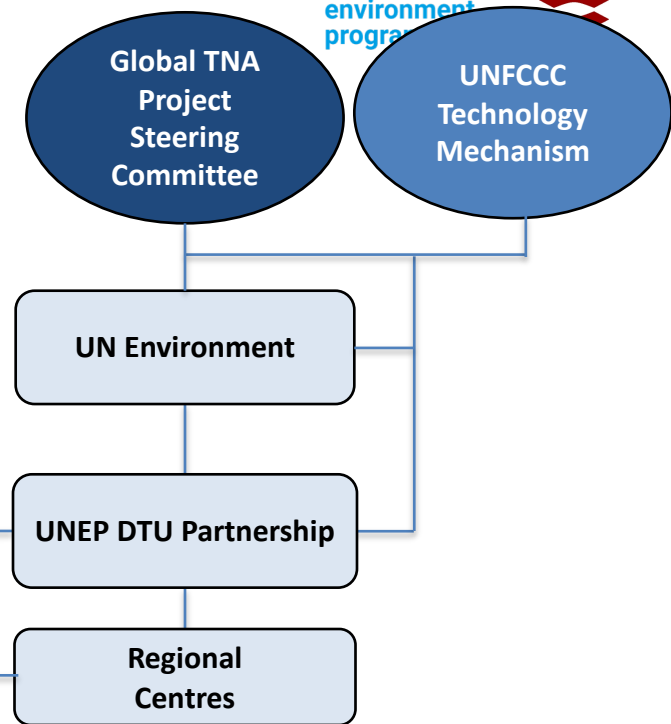 environment
Global TNA
Project
Steering
Committee
UNFCCC
Technology
Mechanism
UN Environment
UNEP DTU Partnership
Regional
Centres